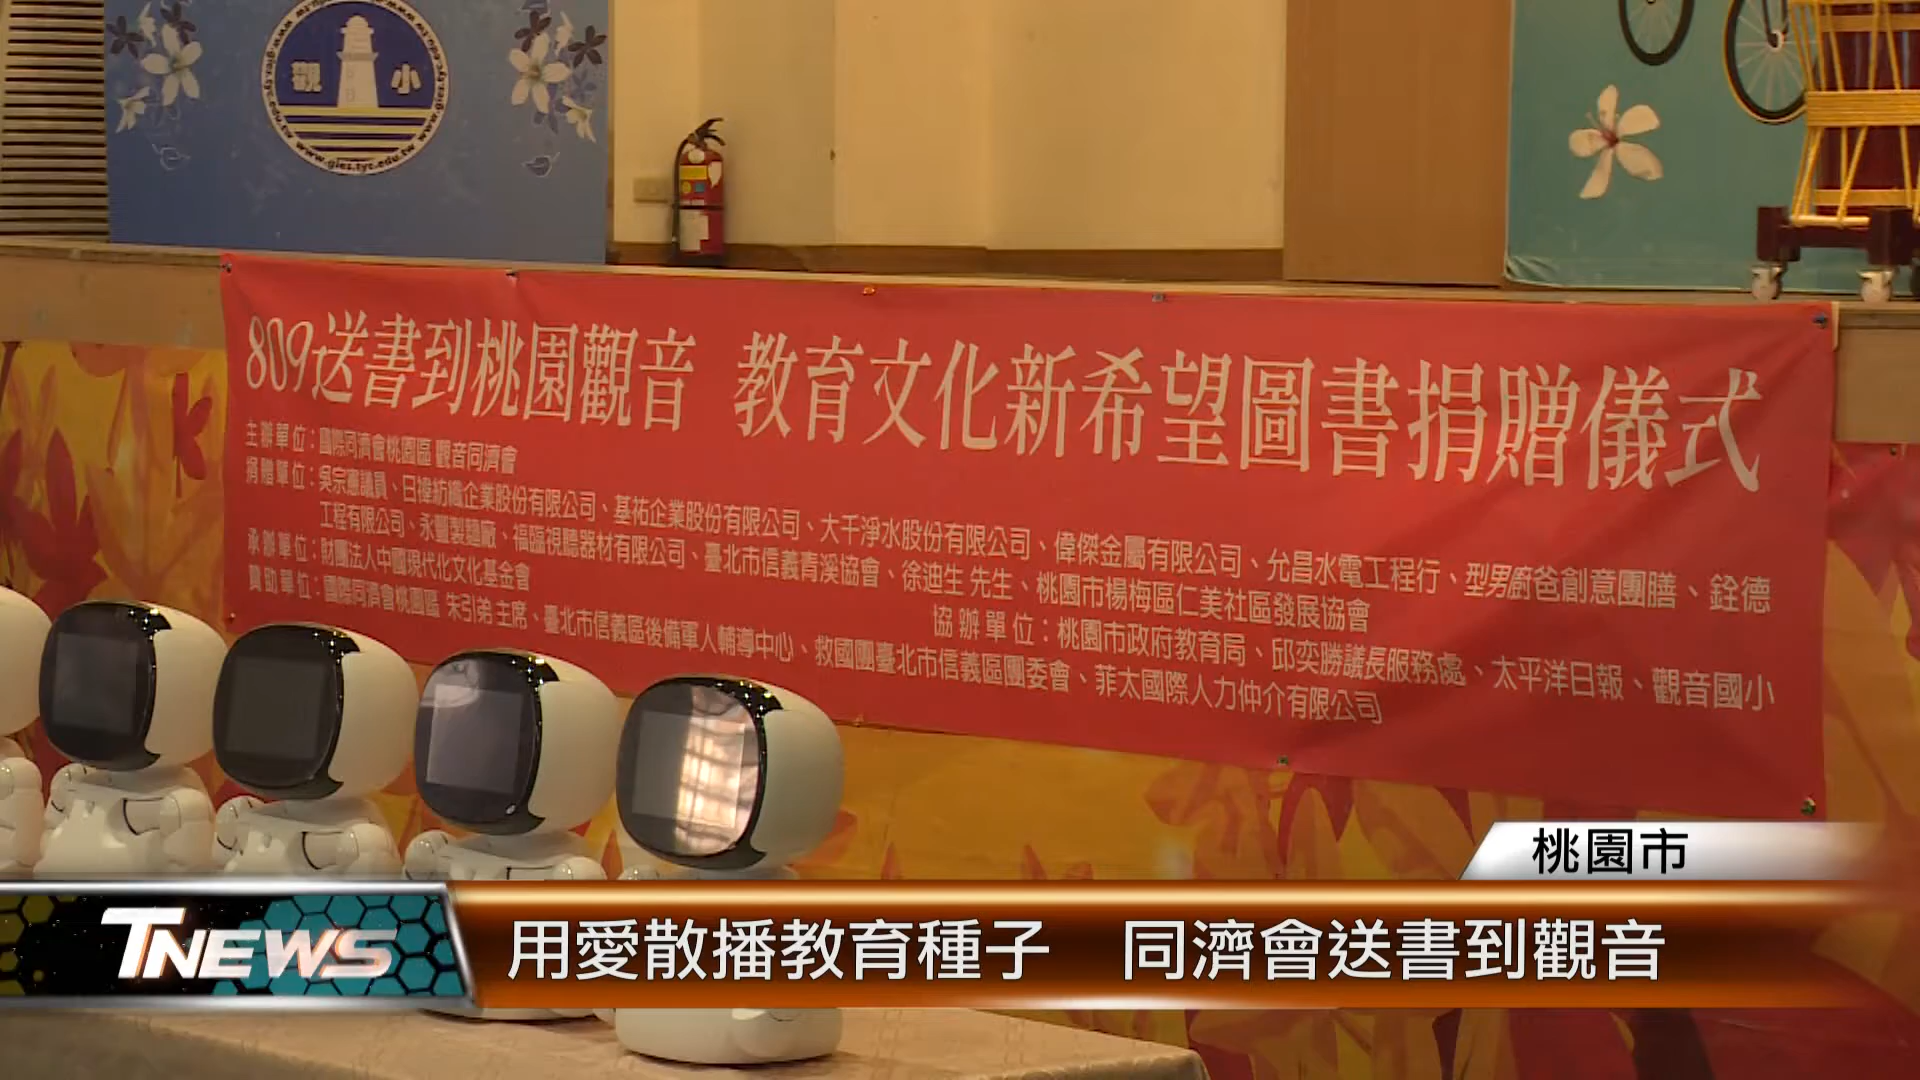 觀 小
www.gies.tyc.edu.tw www.gies.tyc.edu.tw
809送書到桃園觀音 教育文化新希望圖書捐贈儀式
主辦單位：國際同濟會桃園區 觀音同濟會
捐贈單位：吳宗憲議員、日禕紡織企業股份有限公司、基祐企業股份有限公司、大千淨水股份有限公司、偉傑金屬有限公司、允昌水電工程行、型男廚爸創意團膳、銓德
工程有限公司、永豐製麵廠、福臨視聽器材有限公司、臺北市信義青溪協會、徐迪生 先生、桃園市楊梅區仁美社區發展協會
承辦單位：財團法人中國現代化文化基金會
協辦單位：桃園市政府教育局、邱奕勝議長服務處、太平洋日報、觀音國小
贊助單位：國際同濟會桃園區 朱引弟 主席、臺北市信義區後備軍人輔導中心、救國團臺北市信義區團委會、菲太國際人力仲介有限公司
桃園市
TNEWS
用愛散播教育種子 同濟會送書到觀音